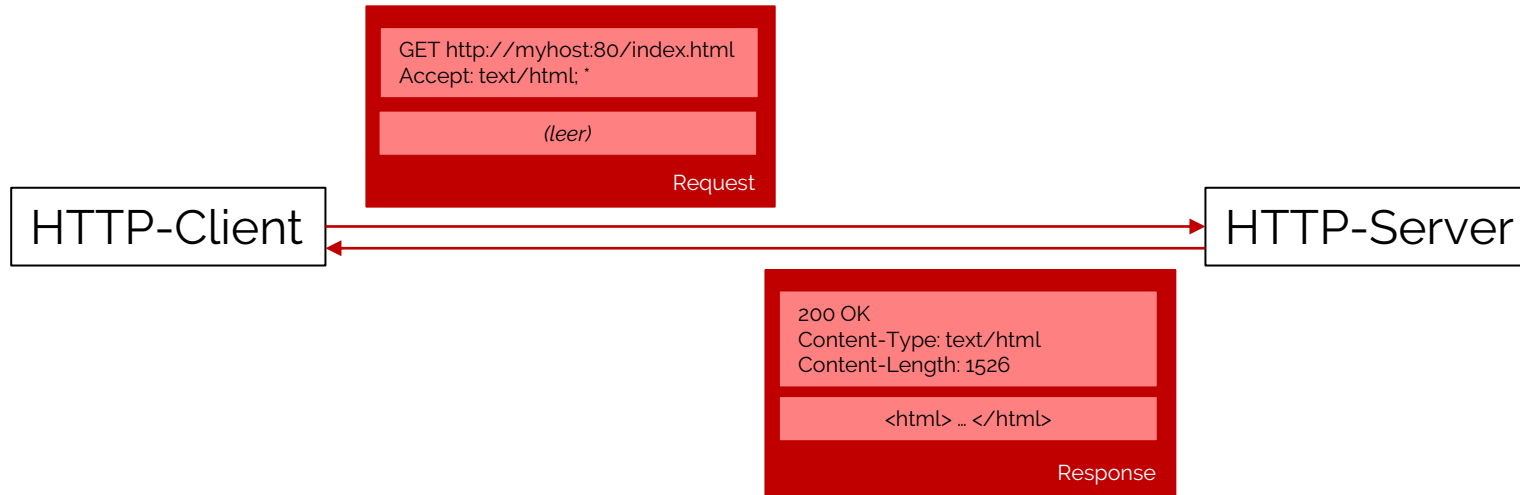 GET http://myhost:80/index.html
Accept: text/html; *
(leer)
Request
HTTP-Client
HTTP-Server
200 OK
Content-Type: text/html
Content-Length: 1526
<html> … </html>
Response